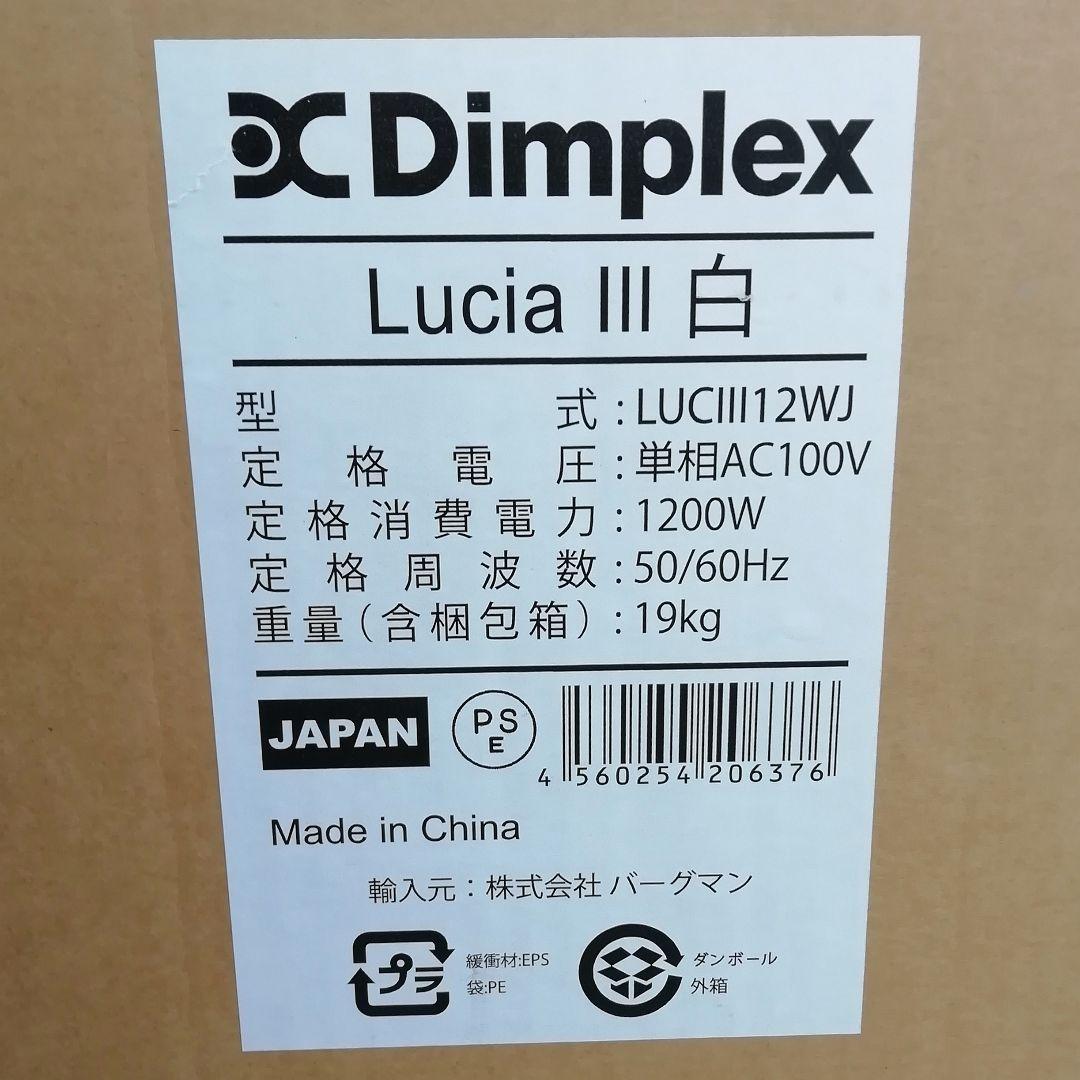 Dimplex
Lucia III 白
型式:LUCIII12WJ
定格電圧:単相AC100V
定格消費電力:1200W
定格周波数:50/60Hz
重量(含梱包箱):19kg
JAPAN
PSE
4 560254 206376
Made in China
輸入元:株式会社 バーグマン
プラ
緩衝材:EPS
袋:PE
ダンボール
外箱